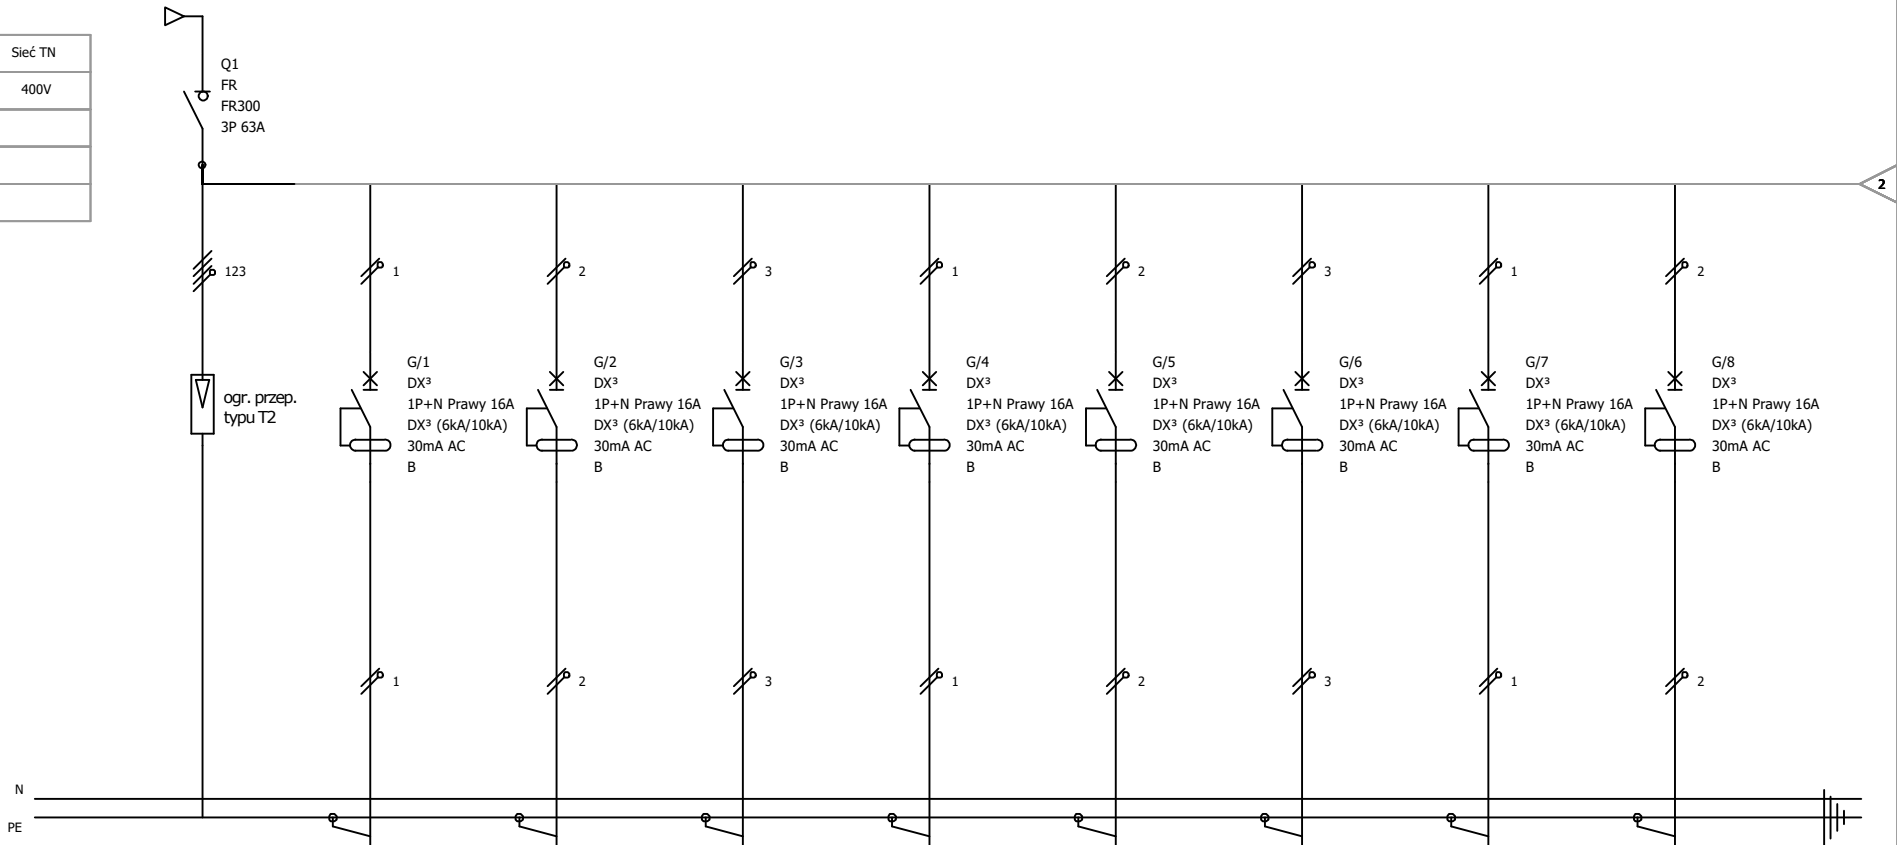 Sieć TN
400V
Q1
FR
FR300
3P 63A
2
123
1
2
3
1
2
3
1
2
ogr. przep.
typu T2
G/1
DX³
1P+N Prawy 16A
DX³ (6kA/10kA)
30mA AC
B
G/2
DX³
1P+N Prawy 16A
DX³ (6kA/10kA)
30mA AC
B
G/3
DX³
1P+N Prawy 16A
DX³ (6kA/10kA)
30mA AC
B
G/4
DX³
1P+N Prawy 16A
DX³ (6kA/10kA)
30mA AC
B
G/5
DX³
1P+N Prawy 16A
DX³ (6kA/10kA)
30mA AC
B
G/6
DX³
1P+N Prawy 16A
DX³ (6kA/10kA)
30mA AC
B
G/7
DX³
1P+N Prawy 16A
DX³ (6kA/10kA)
30mA AC
B
G/8
DX³
1P+N Prawy 16A
DX³ (6kA/10kA)
30mA AC
B
1
2
3
1
2
3
1
2
N
PE